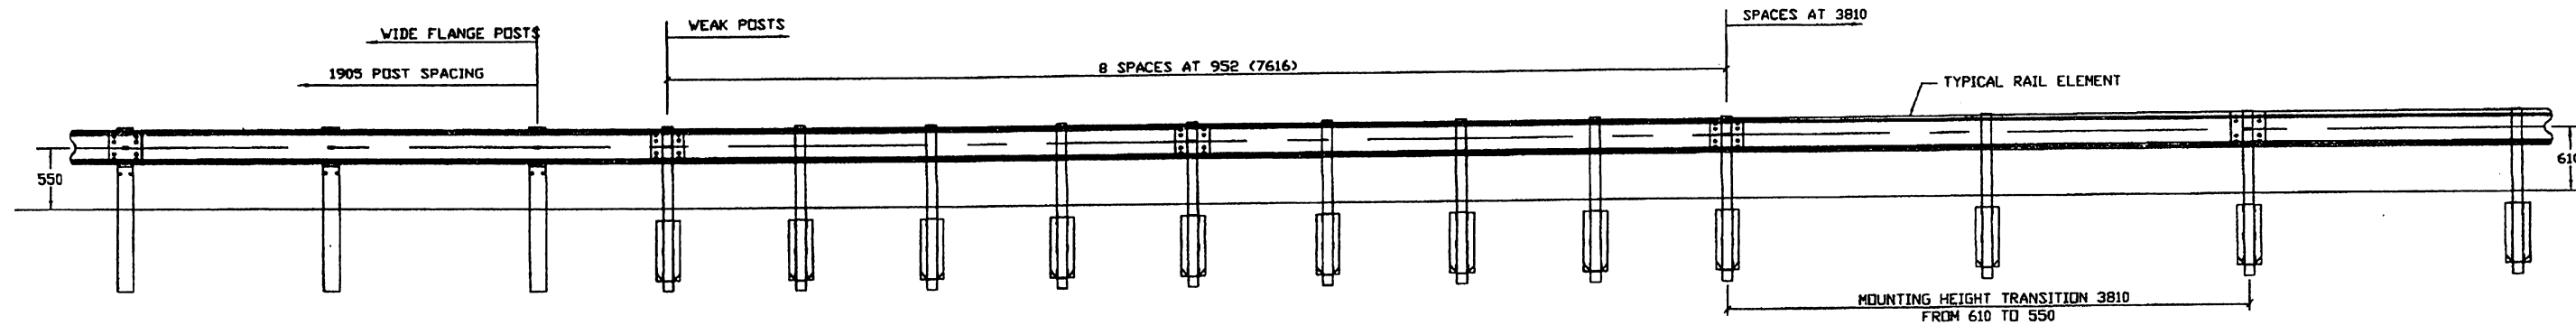 WIDE FLANGE POSTS
WEAK POSTS
SPACES AT 3810
1905 POST SPACING
8 SPACES AT 952 (7616)
TYPICAL RAIL ELEMENT
550
610
MOUNTING HEIGHT TRANSITION 3810
FROM 610 TO 550